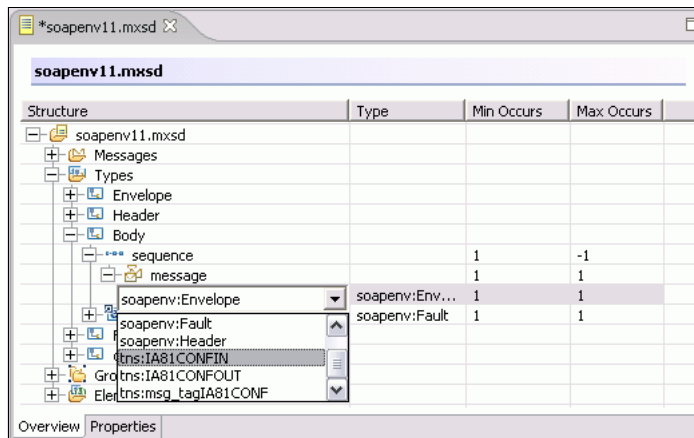 *soapenv11.mxsd
soapenv11.mxsd
Structure Type Min Occurs Max Occurs
soapenv11.mxsd
Messages
Types
Envelope
Header
Body
sequence 1 -1
message 1 1
soapenv:Envelope soapenv:Env... 1 1
soapenv:Fault soapenv:Fault 1 1
soapenv:Header
tns:IA81CONFIN
Gro tns:IA81CONFOUT
Elem tns:msg_tagIA81CONF
Overview Properties